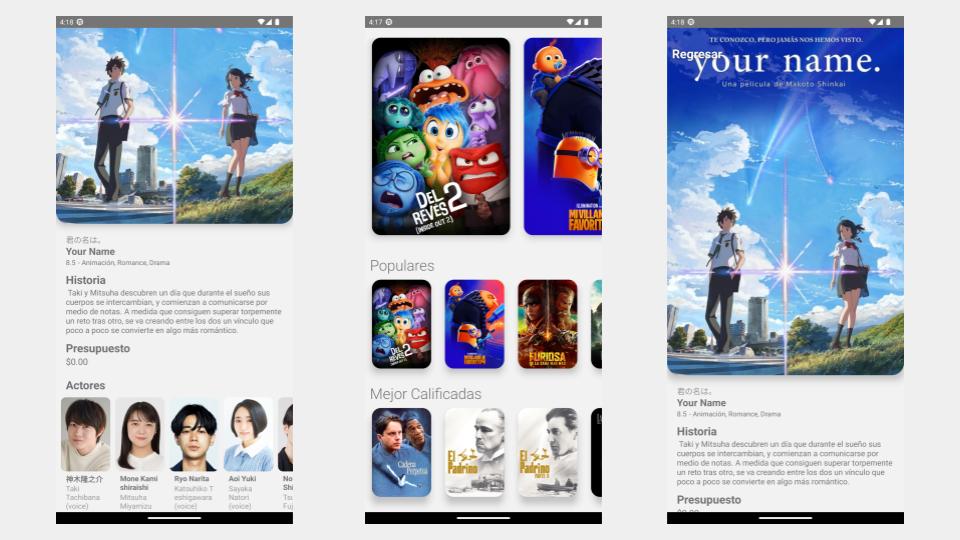 4:18
君の名は。
Your Name
8.5 - Animación, Romance, Drama
Historia
Taki y Mitsuha descubren un día que durante el sueño sus
cuerpos se intercambian, y comienzan a comunicarse por
medio de notas. A medida que consiguen superar torpemente
un reto tras otro, se va creando entre los dos un vínculo que
poco a poco se convierte en algo más romántico.
Presupuesto
$0.00
Actores
神木隆之介
Taki
Tachibana
(voice)
Mone Kami
shiraishi
Mitsuha
Miyamizu
Ryo Narita
Katsuhiko T
eshigawara
(voice)
Aoi Yuki
Sayaka
Natori
(voice)
No
Tsu
Fuj
4:17
DEL
REVÉS 2
(INSIDE OUT 2)
ILLUMINATION
MI VILLAN
FAVORIT
Populares
DEL
REVÉS 2
FURIOSA
Mejor Calificadas
Cadena
Perpetua
El
Padrino
El
Padrino
PARTE II
4:18
TE CONOZCO, PERO JAMÁS NOS HEMOS VISTO.
Regresar
your name.
Una película de Makoto Shinkai
君の名は。
Your Name
8.5 - Animación, Romance, Drama
Historia
Taki y Mitsuha descubren un día que durante el sueño sus
cuerpos se intercambian, y comienzan a comunicarse por
medio de notas. A medida que consiguen superar torpemente
un reto tras otro, se va creando entre los dos un vínculo que
poco a poco se convierte en algo más romántico.
Presupuesto
$0.00